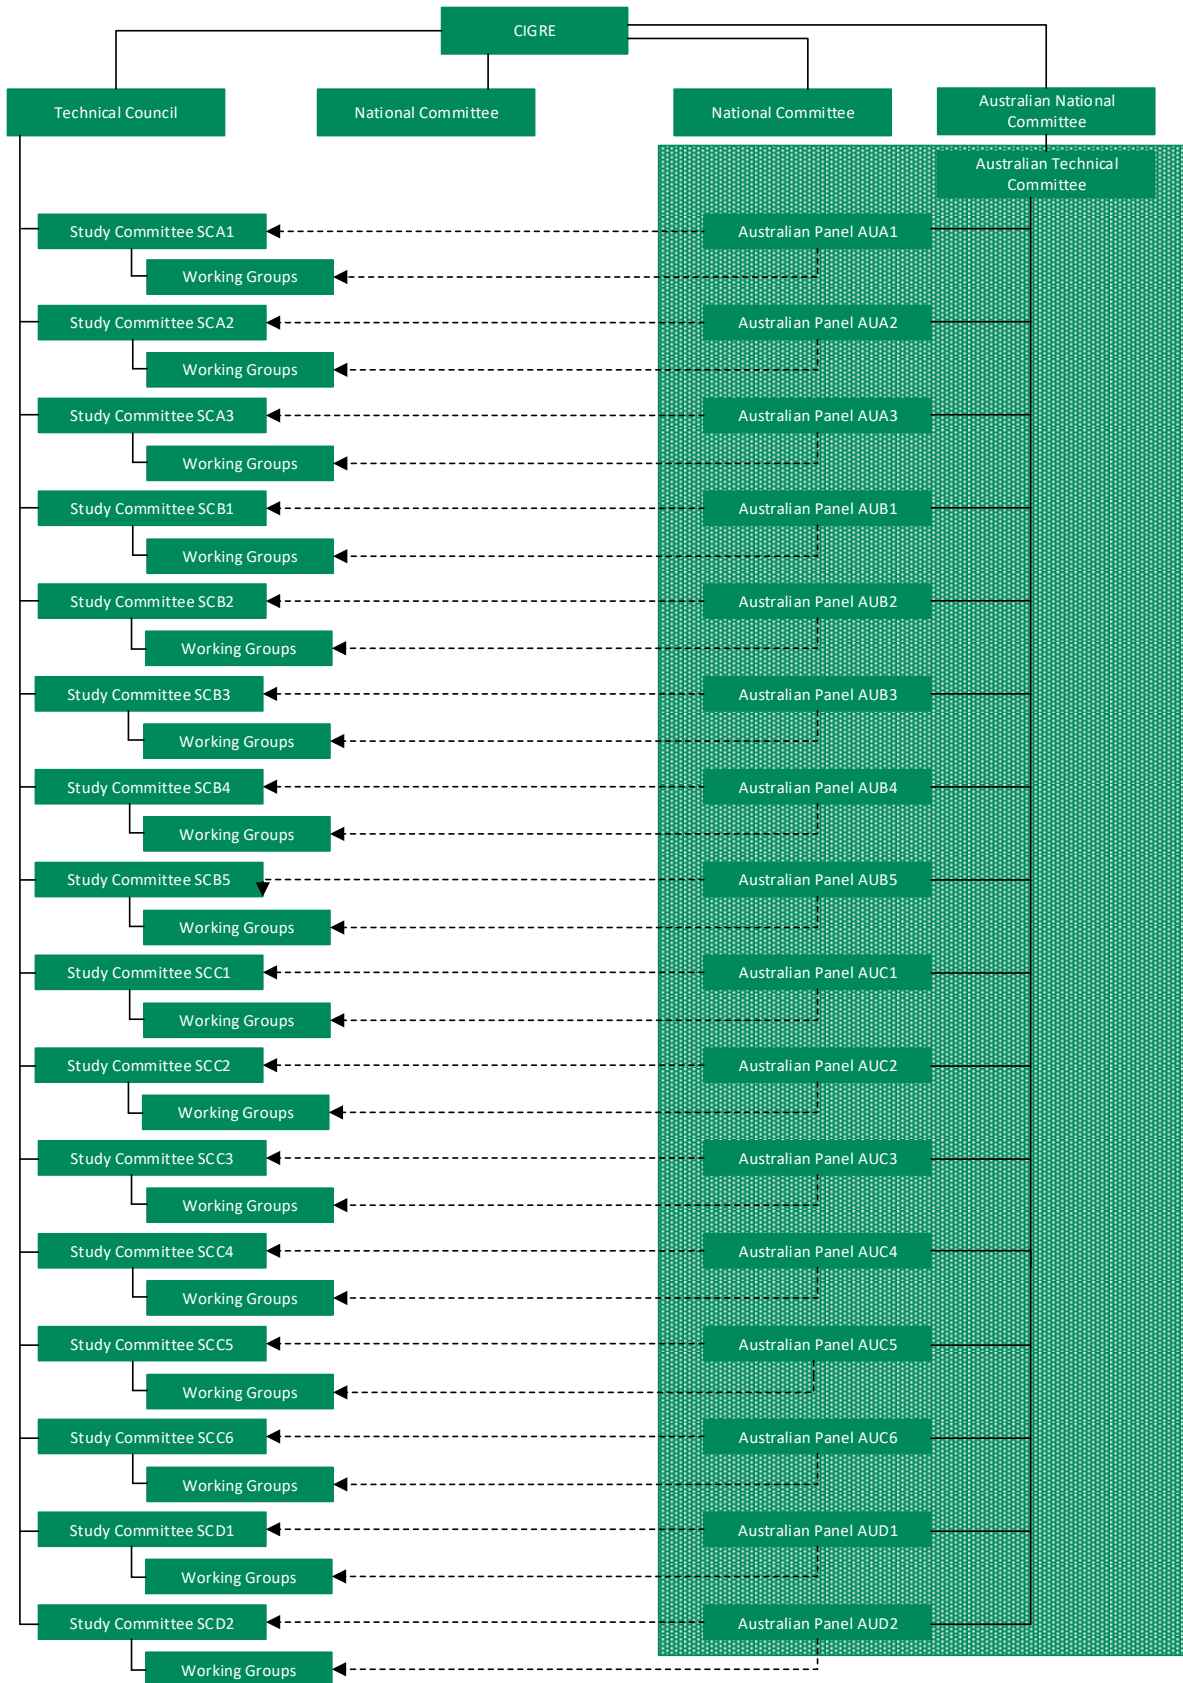 CIGRE
Technical Council
National Committee
National Committee
Australian National
Committee
Australian Technical
Committee
Study Committee SCA1
Australian Panel AUA1
Working Groups
Study Committee SCA2
Australian Panel AUA2
Working Groups
Study Committee SCA3
Australian Panel AUA3
Working Groups
Study Committee SCB1
Australian Panel AUB1
Working Groups
Study Committee SCB2
Australian Panel AUB2
Working Groups
Study Committee SCB3
Australian Panel AUB3
Working Groups
Study Committee SCB4
Australian Panel AUB4
Working Groups
Study Committee SCB5
Australian Panel AUB5
Working Groups
Study Committee SCC1
Australian Panel AUC1
Working Groups
Study Committee SCC2
Australian Panel AUC2
Working Groups
Study Committee SCC3
Australian Panel AUC3
Working Groups
Study Committee SCC4
Australian Panel AUC4
Working Groups
Study Committee SCC5
Australian Panel AUC5
Working Groups
Study Committee SCC6
Australian Panel AUC6
Working Groups
Study Committee SCD1
Australian Panel AUD1
Working Groups
Study Committee SCD2
Australian Panel AUD2
Working Groups